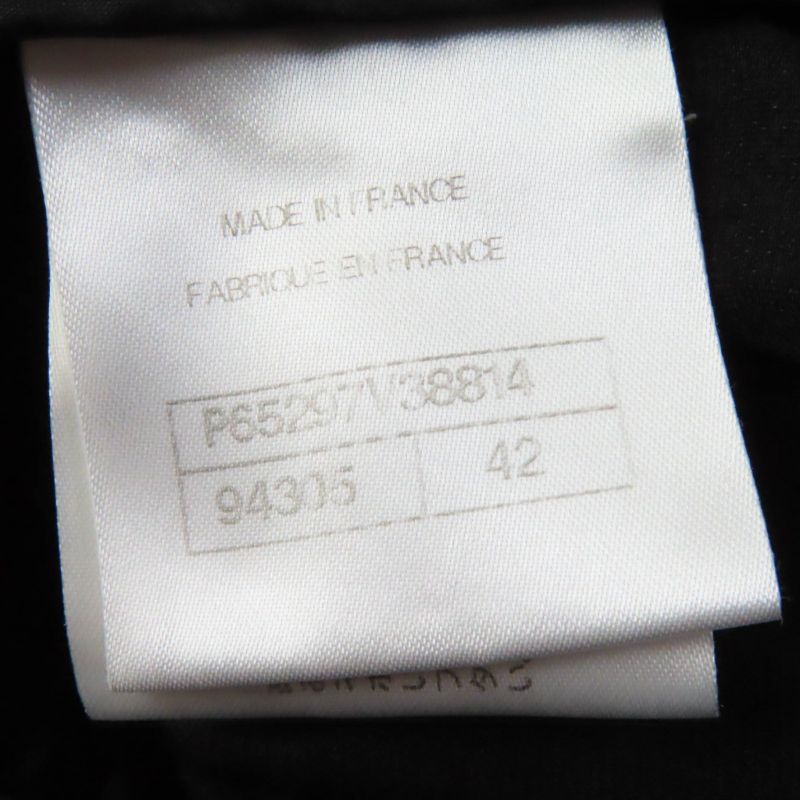 MADE IN FRANCE
FABRIQUE EN FRANCE
P65297V38814
94305 42